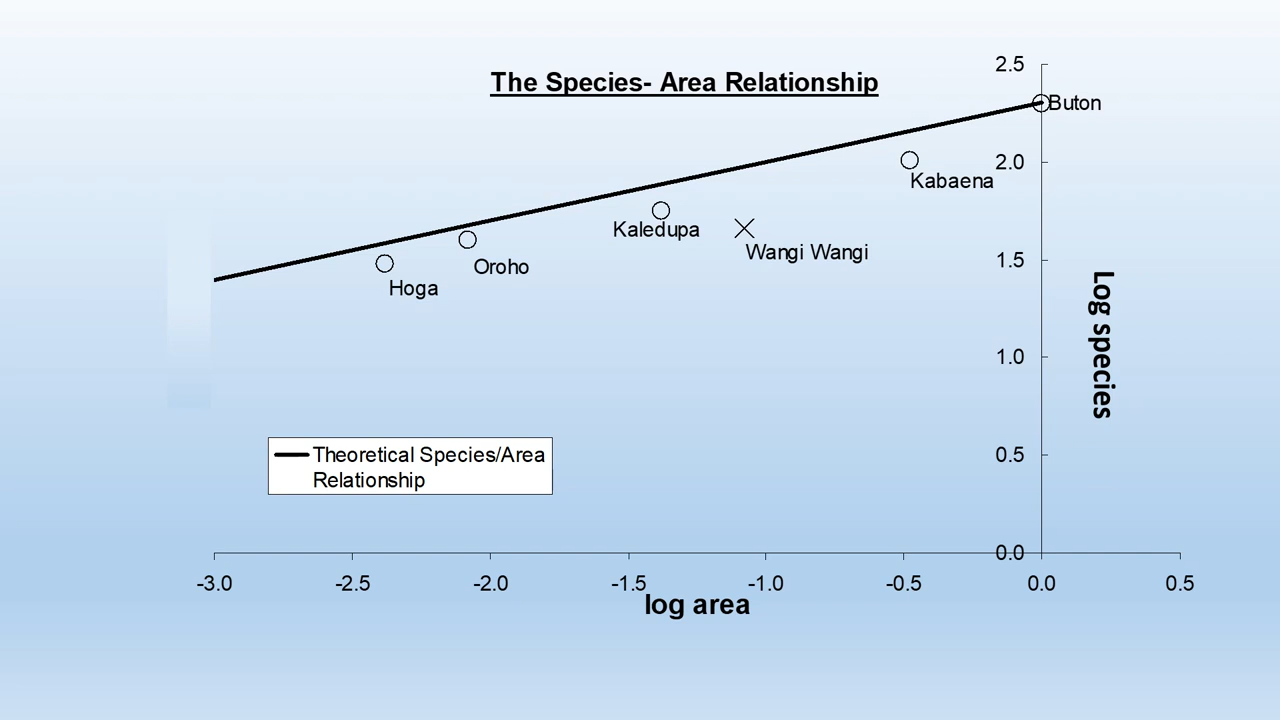 The Species- Area Relationship
2.5
Buton
2.0
Kabaena
Kaledupa
Wangi Wangi
1.5
Oroho
Hoga
Log species
1.0
Theoretical Species/Area
Relationship
0.5
0.0
-3.0 -2.5 -2.0 -1.5 -1.0 -0.5 0.0 0.5
log area